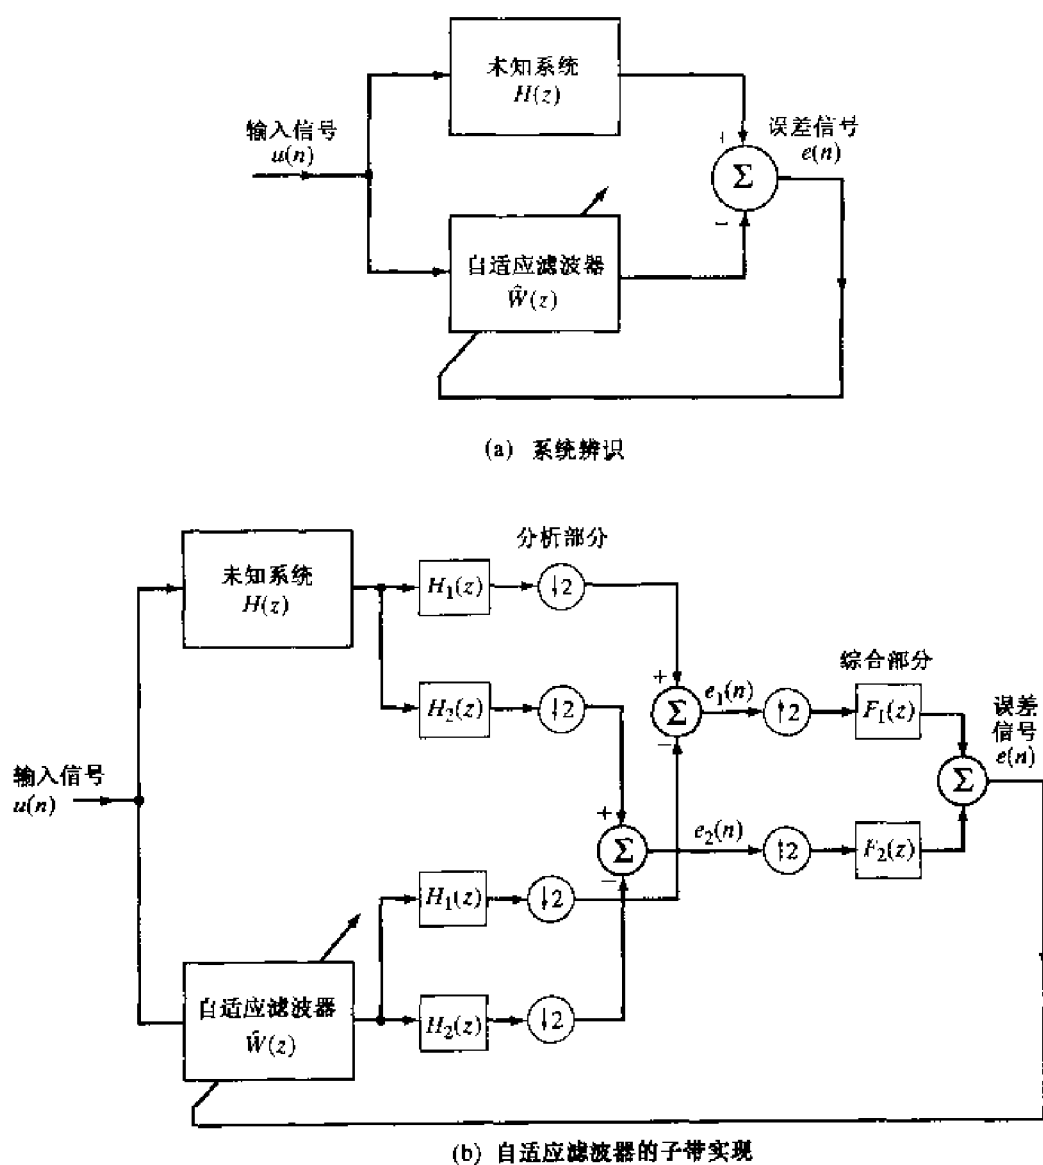 未知系统
H(z)
输入信号
u(n)
误差信号
e(n)
+
Σ
−
自适应滤波器
Ŵ(z)
(a) 系统辨识
分析部分
未知系统
H(z)
H₁(z)
↓2
H₂(z)
↓2
综合部分
+
Σ
−
e₁(n)
↑2
F₁(z)
误差
信号
e(n)
Σ
输入信号
u(n)
+
Σ
−
e₂(n)
↑2
F₂(z)
H₁(z)
↓2
自适应滤波器
Ŵ(z)
H₂(z)
↓2
(b) 自适应滤波器的子带实现